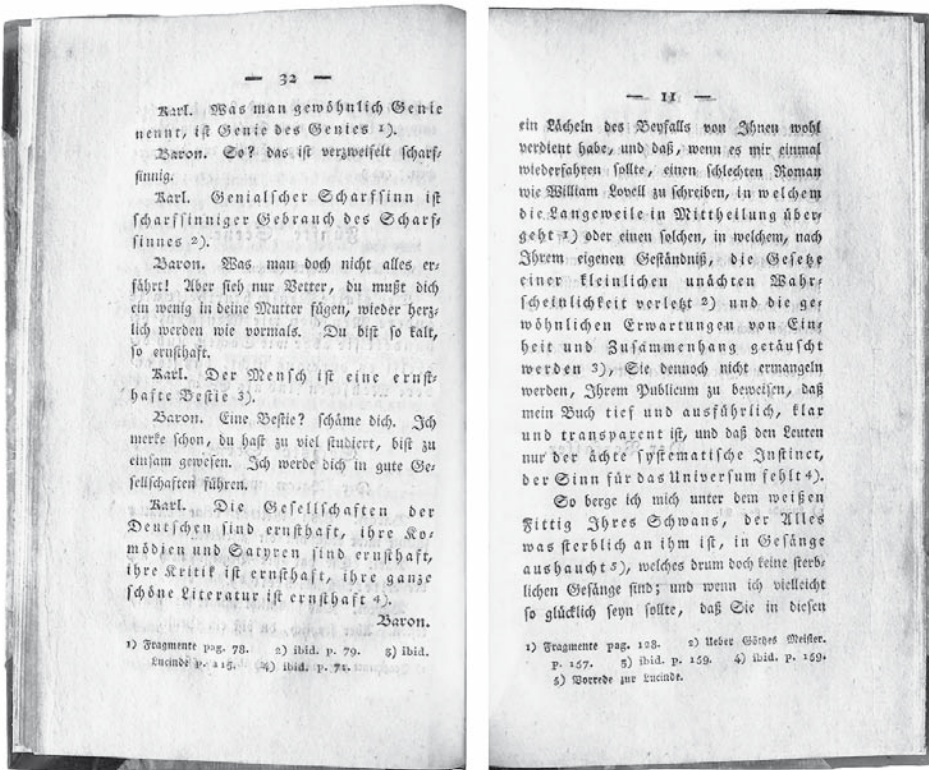 — 32 —
Karl. Was man gewöhnlich Genie
nennt, ist Genie des Genies 1).
Baron. So? das ist verzweifelt scharf-
sinnig.
Karl. Genialscher Scharfsinn ist
scharfsinniger Gebrauch des Scharf-
sinnes 2).
Baron. Was man doch nicht alles er-
fährt! Aber sieh nur Vetter, du mußt dich
ein wenig in deine Mutter fügen, wieder herz-
lich werden wie vormals. Du bist so kalt,
so ernsthaft.
Karl. Der Mensch ist eine ernst-
hafte Bestie 3).
Baron. Eine Bestie? schäme dich. Ich
merke schon, du hast zu viel studiert, bist zu
einsam gewesen. Ich werde dich in gute Ge-
sellschaften führen.
Karl. Die Gesellschaften der
Deutschen sind ernsthaft, ihre Ko-
mödien und Satyren sind ernsthaft,
ihre Kritik ist ernsthaft, ihre ganze
schöne Literatur ist ernsthaft 4).
Baron.
1) Fragmente pag. 78. 2) ibid. p. 79. 3) ibid.
Lucinde p. 115. 4) ibid. p. 71.
— 11 —
ein Lächeln des Beyfalls von Ihnen wohl
verdient habe, und daß, wenn es mir einmal
wiederfahren sollte, einen schlechten Roman
wie William Lovell zu schreiben, in welchem
die Langeweile in Mittheilung über-
geht 1) oder einen solchen, in welchem, nach
Ihrem eigenen Geständniß, die Gesetze
einer kleinlichen unächten Wahr-
scheinlichkeit verletzt 2) und die ge-
wöhnlichen Erwartungen von Ein-
heit und Zusammenhang getäuscht
werden 3), Sie dennoch nicht ermangeln
werden, Ihrem Publicum zu beweisen, daß
mein Buch tief und ausführlich, klar
und transparent ist, und daß den Leuten
nur der ächte systematische Instinct,
der Sinn für das Universum fehlt 4).
So berge ich mich unter dem weißen
Fittig Ihres Schwans, der Alles
was sterblich an ihm ist, in Gesänge
aushaucht 5), welches drum doch keine sterb-
lichen Gesänge sind; und wenn ich vielleicht
so glücklich seyn sollte, daß Sie in diesen
1) Fragmente pag. 128. 2) Ueber Göthes Meister.
p. 157. 3) ibid. p. 159. 4) ibid. p. 159.
5) Vorrede zur Lucinde.